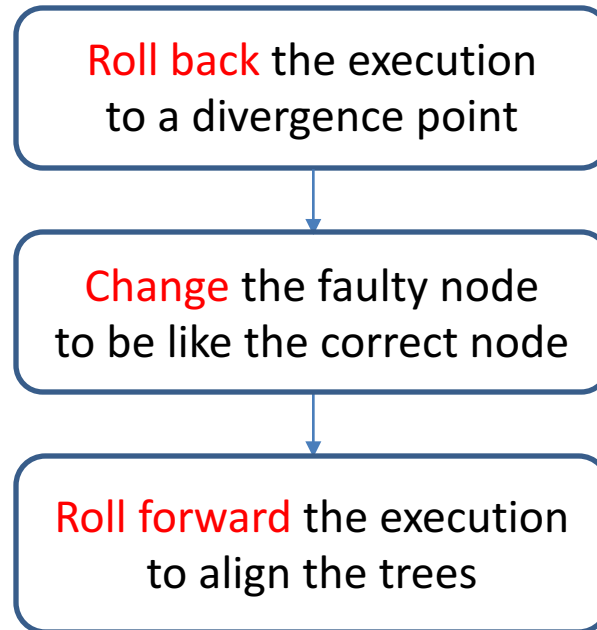 Roll back the execution
to a divergence point
Change the faulty node
to be like the correct node
Roll forward the execution
to align the trees